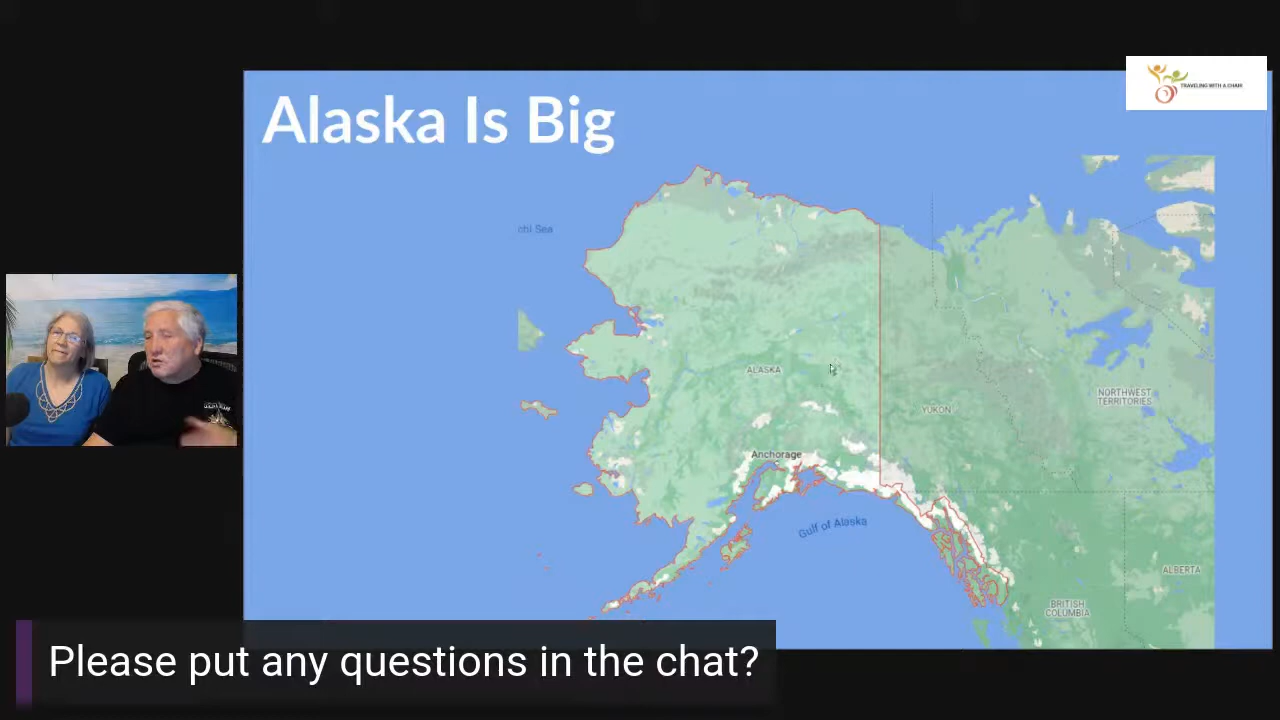 Alaska Is Big
TRAVELING WITH A CHAIR
chi Sea
ALASKA
YUKON
NORTHWEST
TERRITORIES
Anchorage
Gulf of Alaska
ALBERTA
BRITISH
COLUMBIA
Please put any questions in the chat?